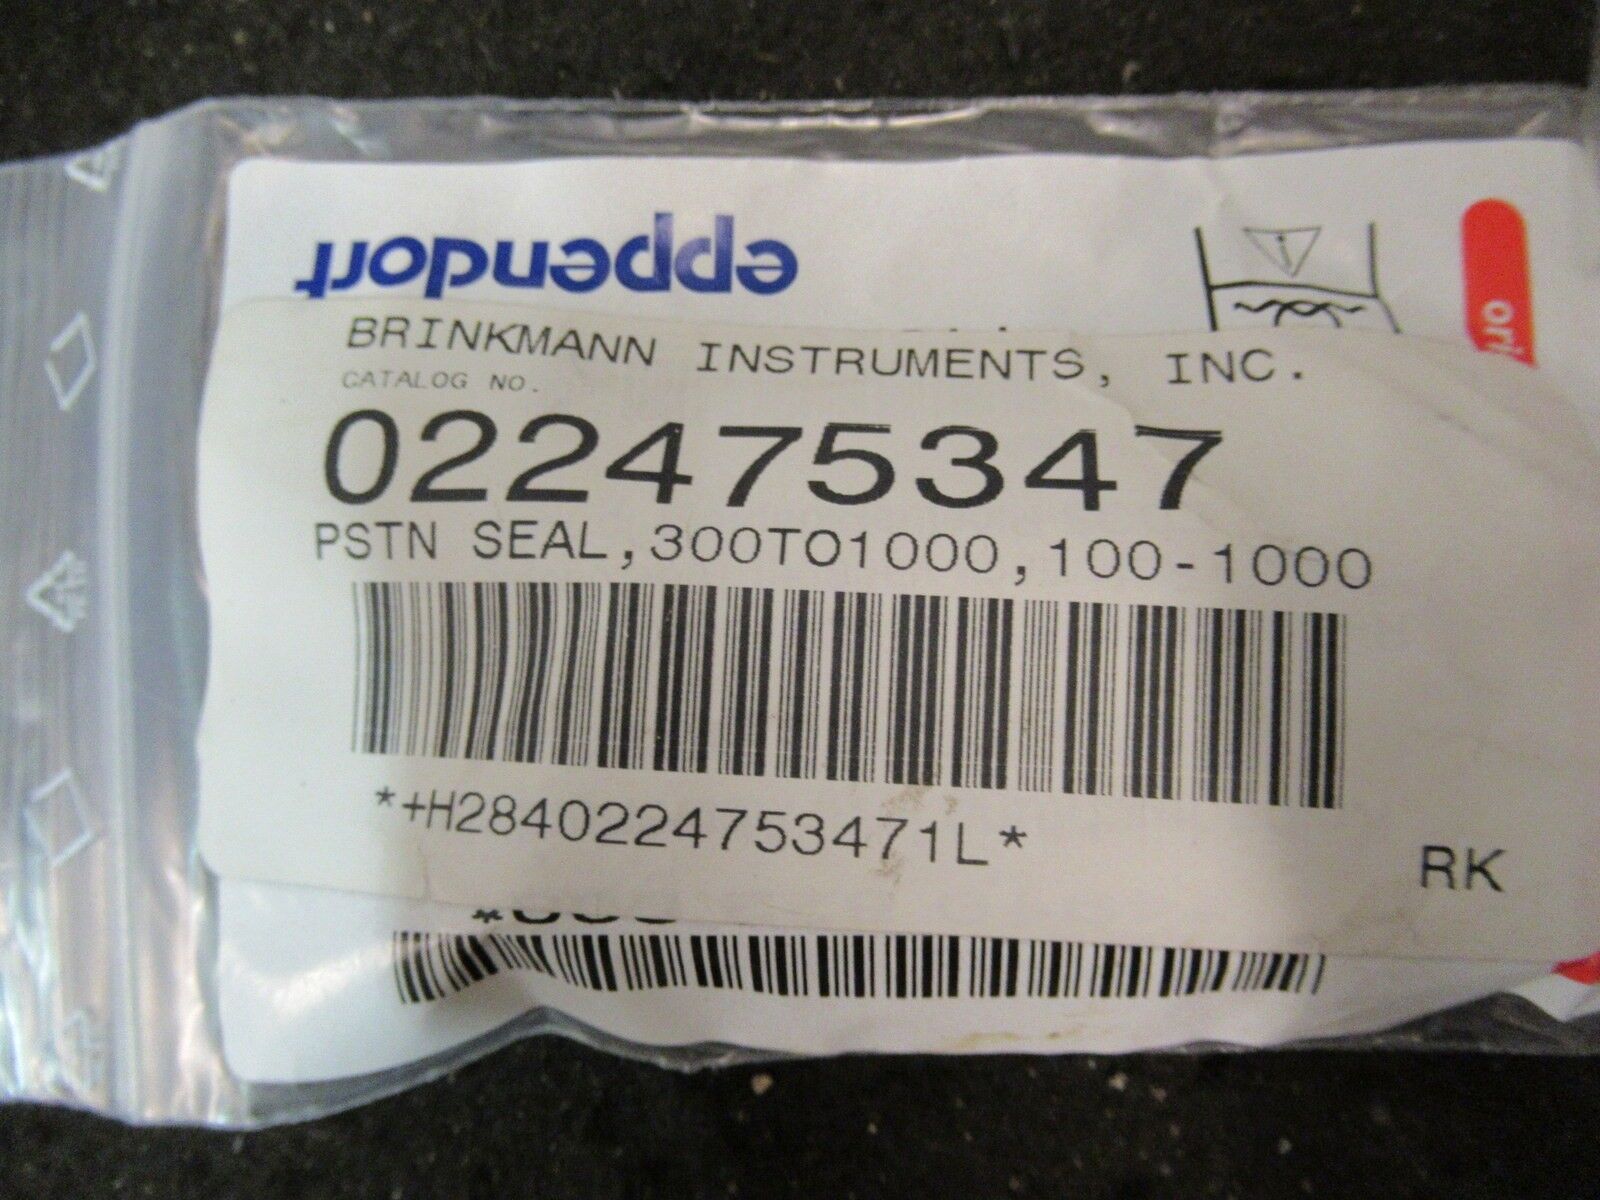 eppendorf
BRINKMANN INSTRUMENTS, INC.
CATALOG NO.
022475347
PSTN SEAL,300TO1000,100-1000
*+H2840224753471L*
RK